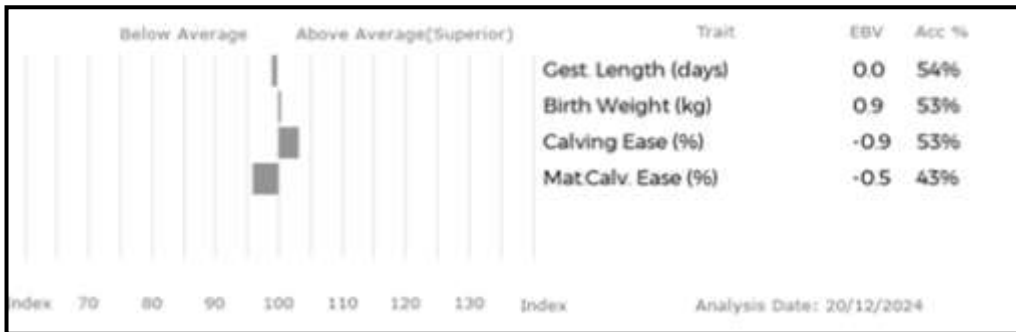 Below Average Above Average(Superior) Trait EBV Acc %
Gest. Length (days) 0.0 54%
Birth Weight (kg) 0.9 53%
Calving Ease (%) -0.9 53%
Mat.Calv. Ease (%) -0.5 43%
Index 70 80 90 100 110 120 130 Index Analysis Date: 20/12/2024